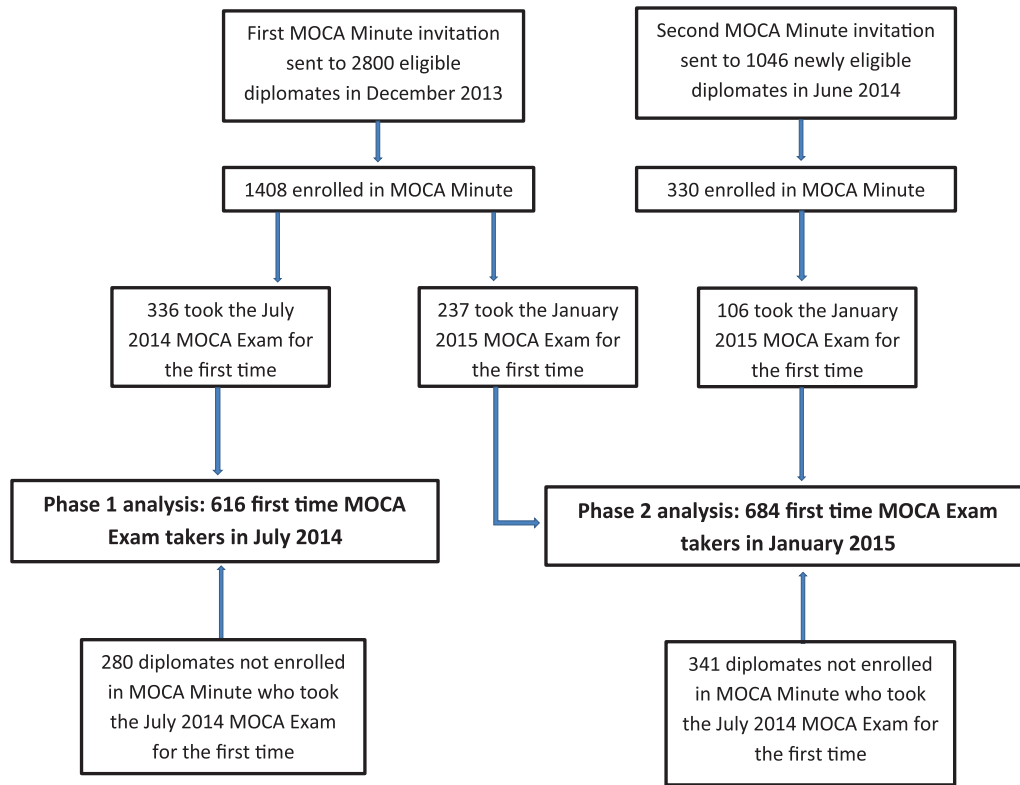 First MOCA Minute invitation
sent to 2800 eligible
diplomates in December 2013
Second MOCA Minute invitation
sent to 1046 newly eligible
diplomates in June 2014
1408 enrolled in MOCA Minute
330 enrolled in MOCA Minute
336 took the July
2014 MOCA Exam for
the first time
237 took the January
2015 MOCA Exam for
the first time
106 took the January
2015 MOCA Exam for
the first time
Phase 1 analysis: 616 first time MOCA
Exam takers in July 2014
Phase 2 analysis: 684 first time MOCA Exam
takers in January 2015
280 diplomates not enrolled
in MOCA Minute who took
the July 2014 MOCA Exam
for the first time
341 diplomates not enrolled
in MOCA Minute who took
the July 2014 MOCA Exam for
the first time